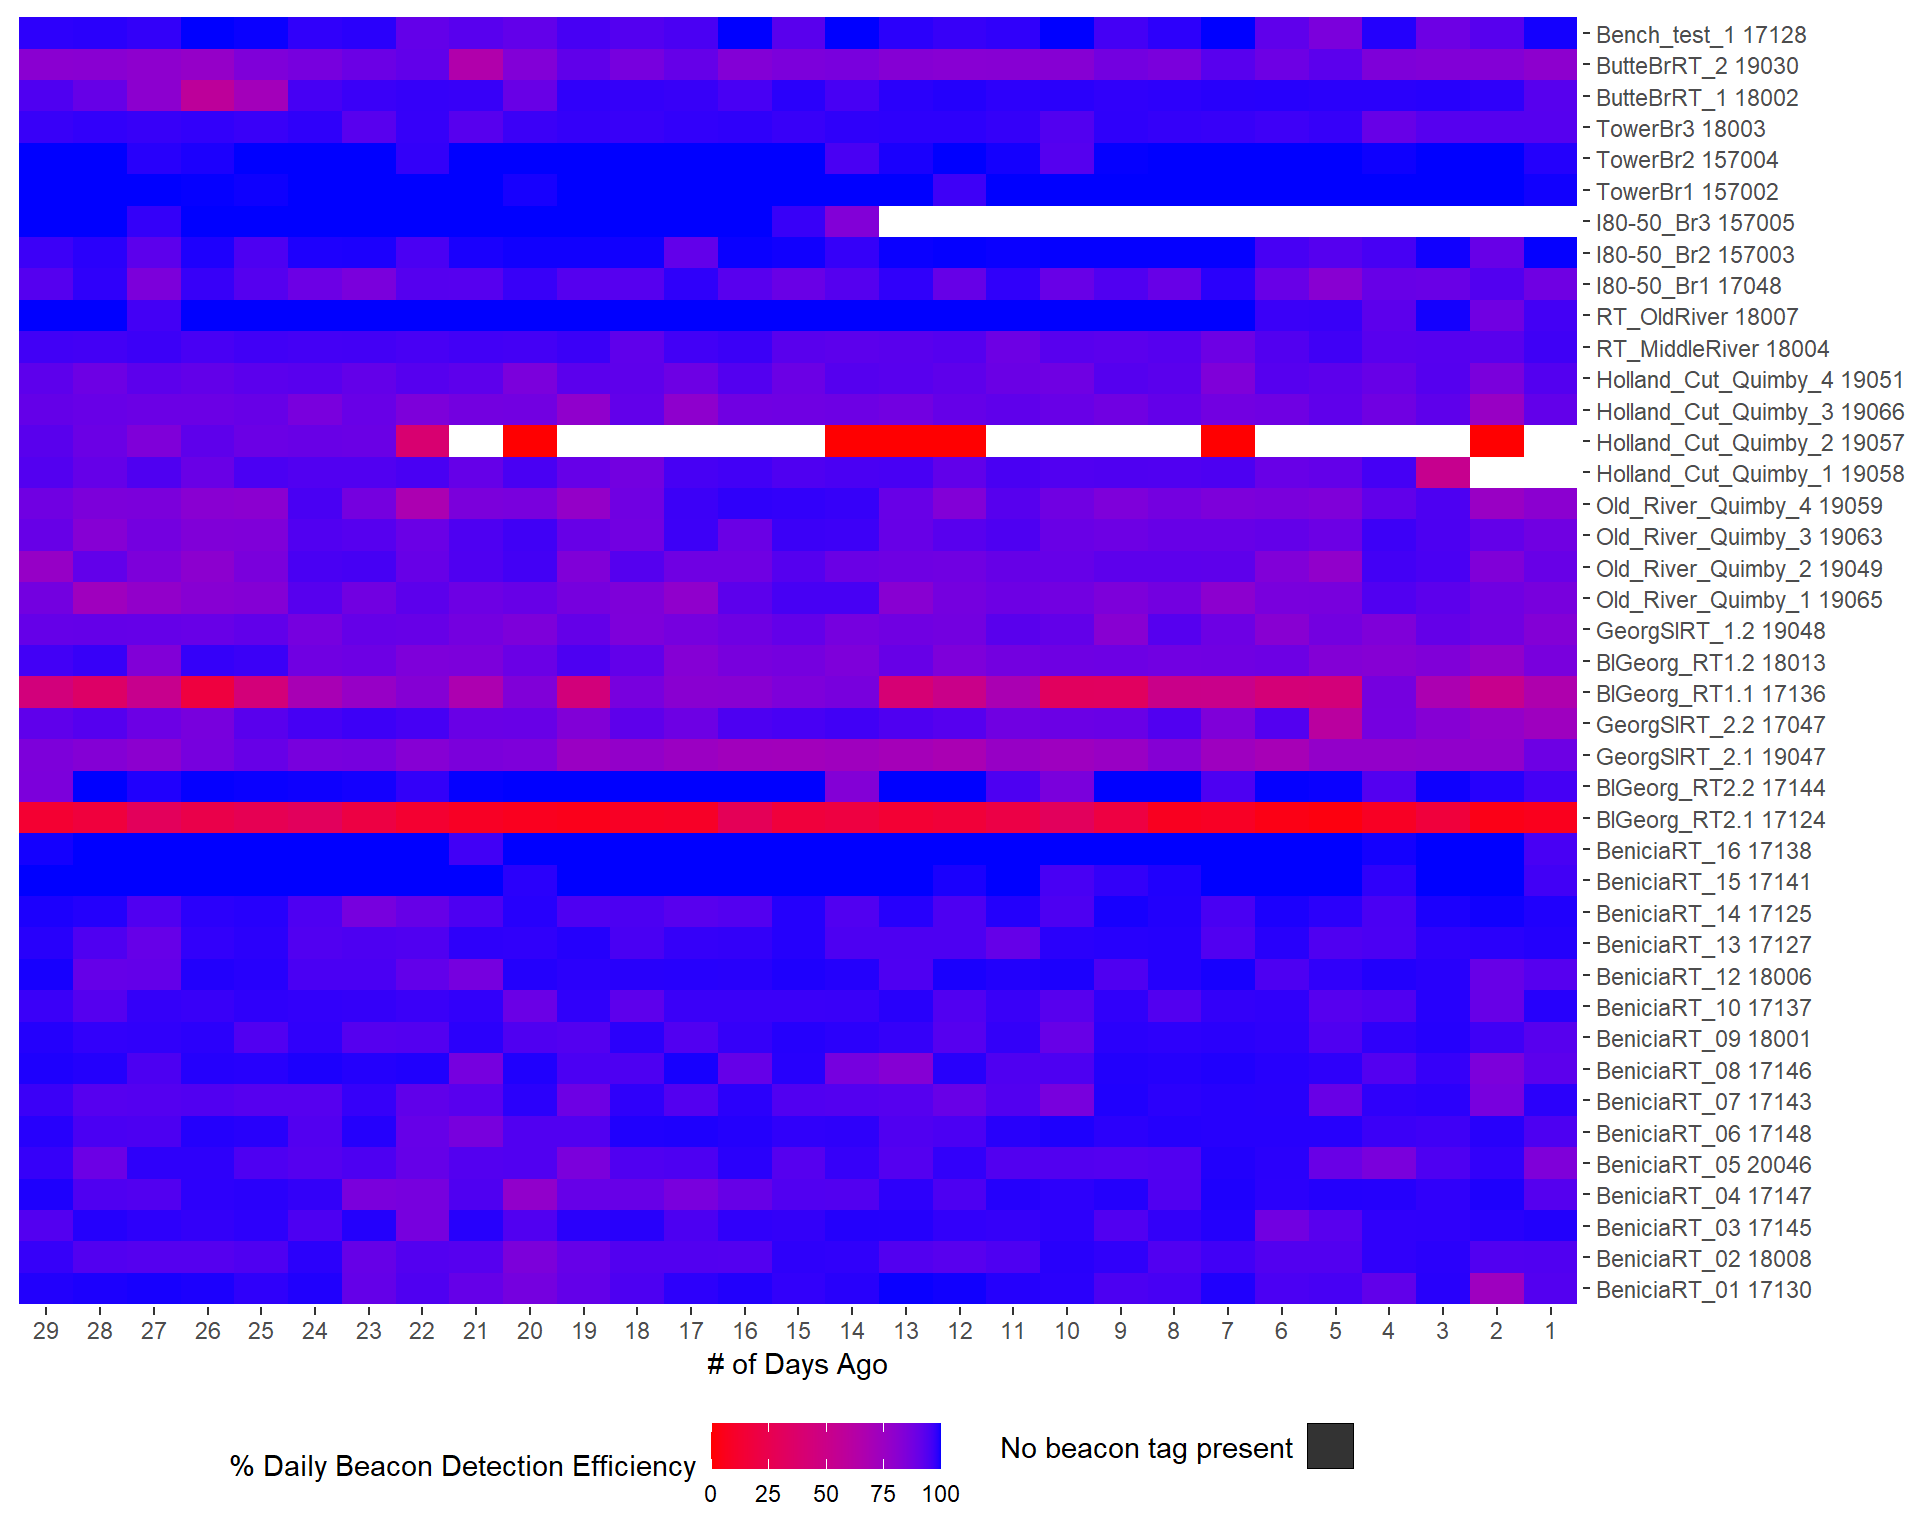 Bench_test_1 17128
ButteBrRT_2 19030
ButteBrRT_1 18002
TowerBr3 18003
TowerBr2 157004
TowerBr1 157002
I80-50_Br3 157005
I80-50_Br2 157003
I80-50_Br1 17048
RT_OldRiver 18007
RT_MiddleRiver 18004
Holland_Cut_Quimby_4 19051
Holland_Cut_Quimby_3 19066
Holland_Cut_Quimby_2 19057
Holland_Cut_Quimby_1 19058
Old_River_Quimby_4 19059
Old_River_Quimby_3 19063
Old_River_Quimby_2 19049
Old_River_Quimby_1 19065
GeorgSlRT_1.2 19048
BlGeorg_RT1.2 18013
BlGeorg_RT1.1 17136
GeorgSlRT_2.2 17047
GeorgSlRT_2.1 19047
BlGeorg_RT2.2 17144
BlGeorg_RT2.1 17124
BeniciaRT_16 17138
BeniciaRT_15 17141
BeniciaRT_14 17125
BeniciaRT_13 17127
BeniciaRT_12 18006
BeniciaRT_10 17137
BeniciaRT_09 18001
BeniciaRT_08 17146
BeniciaRT_07 17143
BeniciaRT_06 17148
BeniciaRT_05 20046
BeniciaRT_04 17147
BeniciaRT_03 17145
BeniciaRT_02 18008
BeniciaRT_01 17130
29 28 27 26 25 24 23 22 21 20 19 18 17 16 15 14 13 12 11 10 9 8 7 6 5 4 3 2 1
# of Days Ago
% Daily Beacon Detection Efficiency
0 25 50 75 100
No beacon tag present